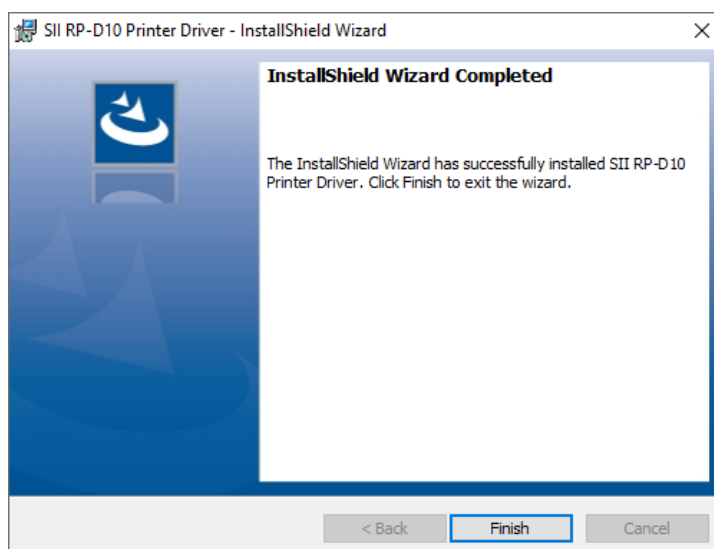 SII RP-D10 Printer Driver - InstallShield Wizard
InstallShield Wizard Completed
The InstallShield Wizard has successfully installed SII RP-D10
Printer Driver. Click Finish to exit the wizard.
< Back
Finish
Cancel